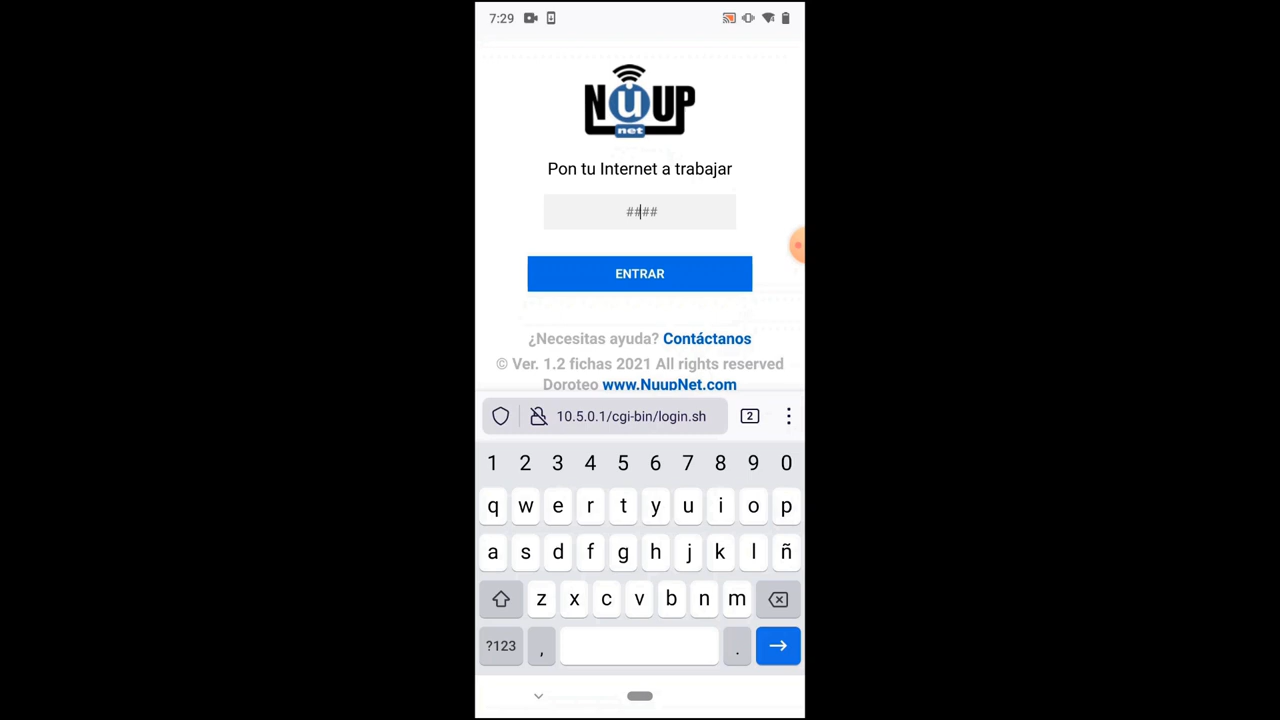 7:29
NuUP
net
Pon tu Internet a trabajar
####
ENTRAR
¿Necesitas ayuda? Contáctanos
© Ver. 1.2 fichas 2021 All rights reserved
Doroteo www.NuupNet.com
10.5.0.1/cgi-bin/login.sh 2
1 2 3 4 5 6 7 8 9 0
q w e r t y u i o p
a s d f g h j k l ñ
z x c v b n m
?123 , .